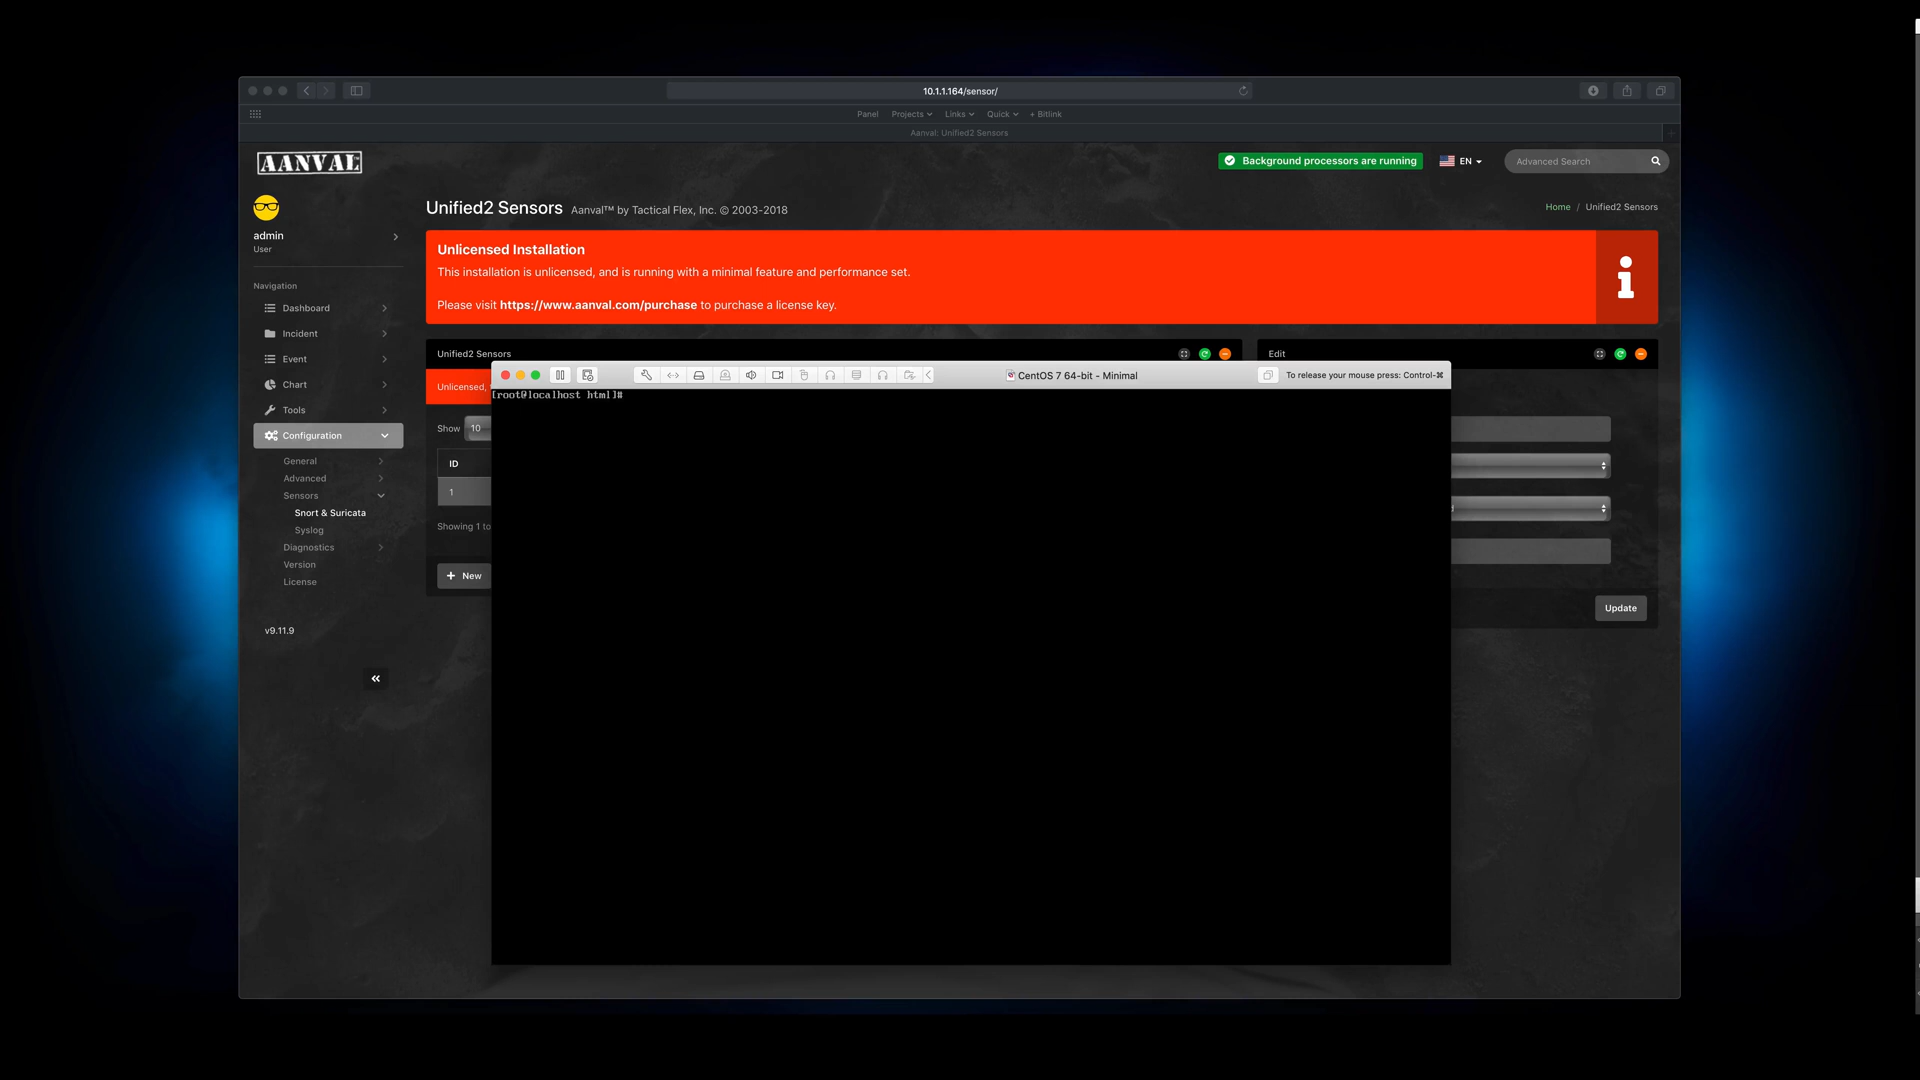 10.1.1.164/sensor/
Panel Projects Links Quick + Bitlink
Aanval: Unified2 Sensors
AANVAL
Background processors are running
EN
Advanced Search
admin
User
Navigation
Dashboard
Incident
Event
Chart
Tools
Configuration
General
Advanced
Sensors
Snort & Suricata
Syslog
Diagnostics
Version
License
v9.11.9
Unified2 Sensors Aanval™ by Tactical Flex, Inc. © 2003-2018
Home / Unified2 Sensors
Unlicensed Installation
This installation is unlicensed, and is running with a minimal feature and performance set.
Please visit https://www.aanval.com/purchase to purchase a license key.
Unified2 Sensors
Unlicensed,
Show 10
ID
1
Showing 1 to
+ New
Edit
Update
CentOS 7 64-bit - Minimal
To release your mouse press: Control-⌘
[root@localhost html]#